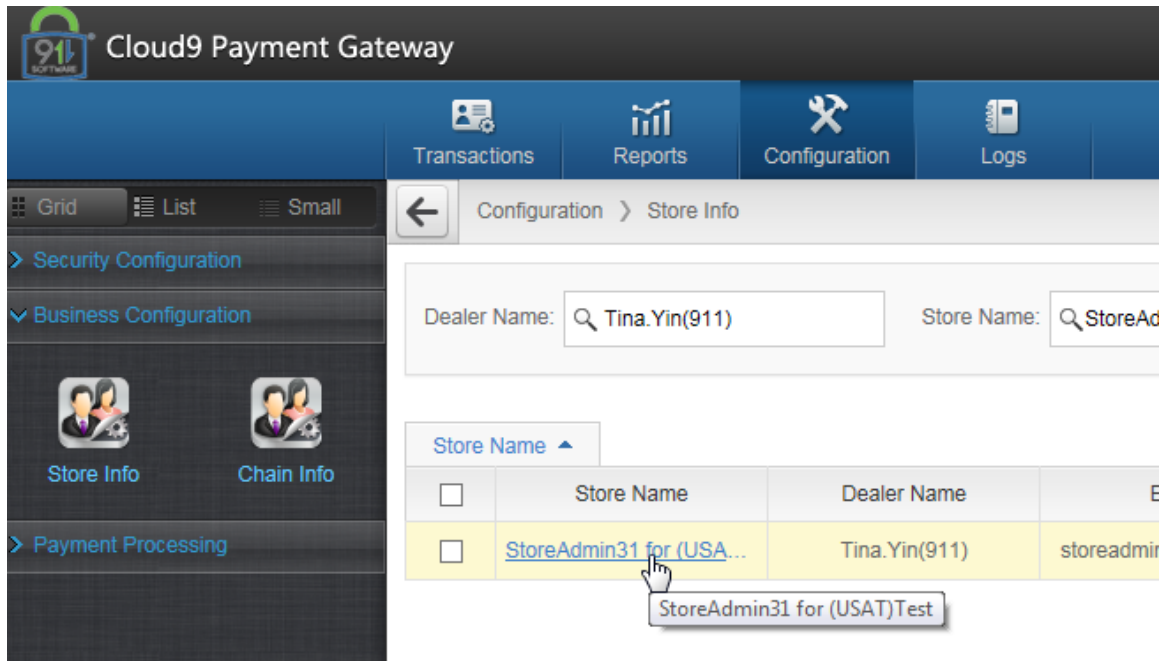 911
SOFTWARE
Cloud9 Payment Gateway
Transactions
Reports
Configuration
Logs
Grid
List
Small
Configuration
Store Info
Security Configuration
Business Configuration
Store Info
Chain Info
Payment Processing
Dealer Name:
Tina.Yin(911)
Store Name:
StoreAd
Store Name
Store Name
Dealer Name
E
StoreAdmin31 for (USA...
Tina.Yin(911)
storeadmin
StoreAdmin31 for (USAT)Test